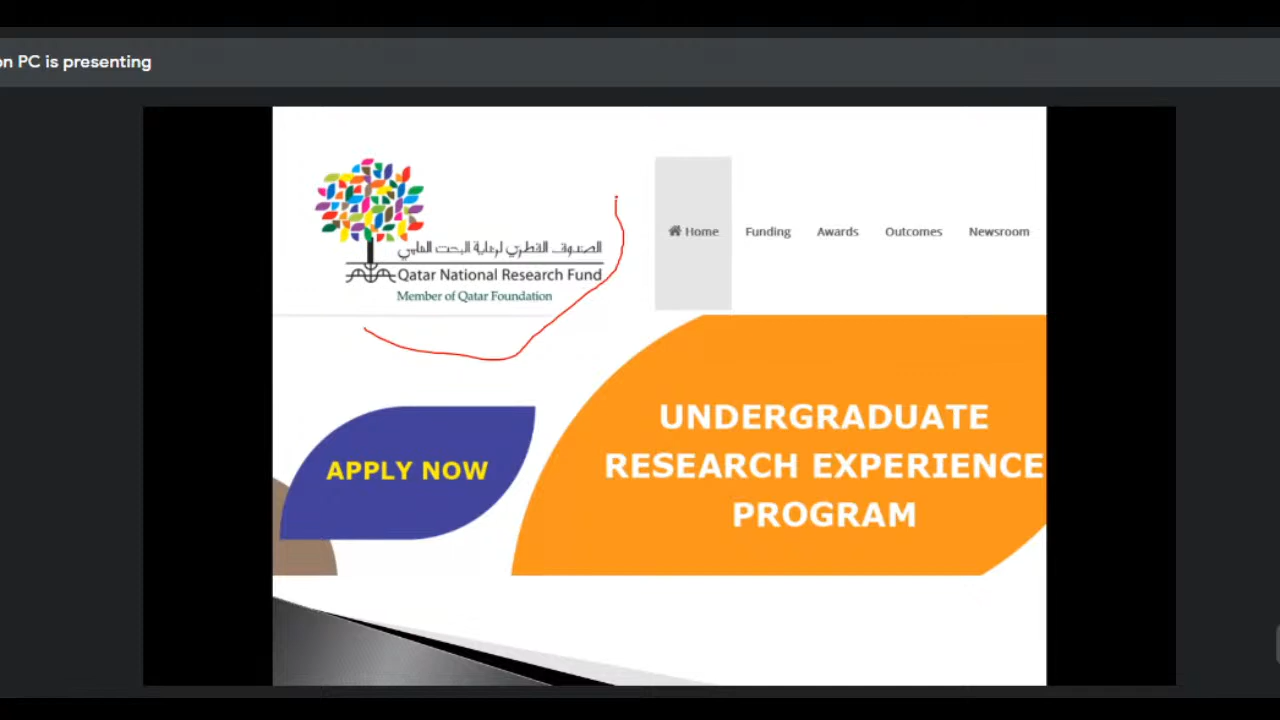 on PC is presenting
الصندوق القطري لرعاية البحث العلمي
Qatar National Research Fund
Member of Qatar Foundation
Home Funding Awards Outcomes Newsroom
APPLY NOW
UNDERGRADUATE
RESEARCH EXPERIENCE
PROGRAM